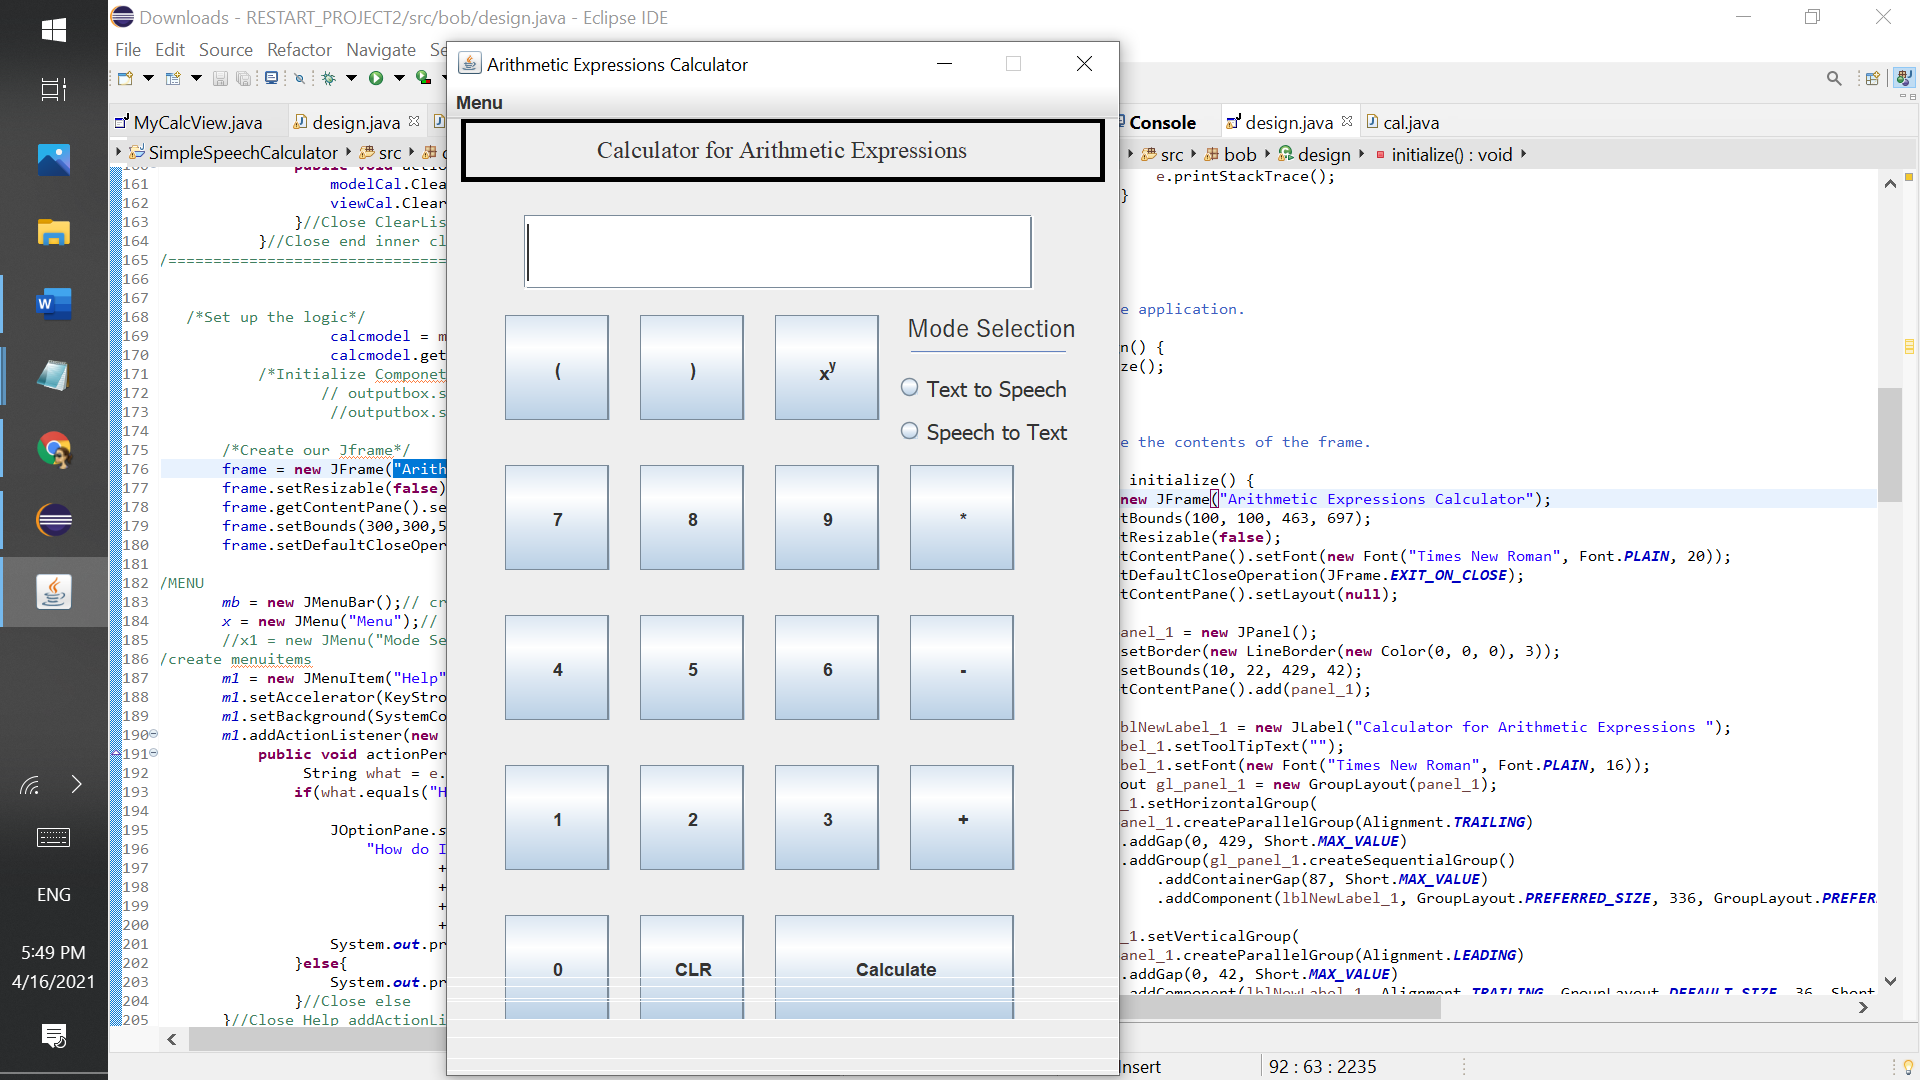 Downloads - RESTART_PROJECT2/src/bob/design.java - Eclipse IDE
File Edit Source Refactor Navigate Se
MyCalcView.java
design.java
SimpleSpeechCalculator
src
161 modelCal.Clea
162 viewCal.Clear
163 }//Close ClearLis
164 }//Close end inner cl
165 /===============================
166
167
168 /*Set up the logic*/
169 calcmodel = m
170 calcmodel.get
171 /*Initialize Componet
172 // outputbox.s
173 //outputbox.s
174
175 /*Create our Jframe*/
176 frame = new JFrame("Arith
177 frame.setResizable(false)
178 frame.getContentPane().se
179 frame.setBounds(300,300,5
180 frame.setDefaultCloseOper
181
182 /MENU
183 mb = new JMenuBar();// cr
184 x = new JMenu("Menu");//
185 //x1 = new JMenu("Mode Se
186 /create menuitems
187 m1 = new JMenuItem("Help"
188 m1.setAccelerator(KeyStro
189 m1.setBackground(SystemCo
190 m1.addActionListener(new
191 public void actionPer
192 String what = e.
193 if(what.equals("H
194
195 JOptionPane.s
196 "How do I
197 +
198 +
199 +
200 +
201 System.out.pr
202 }else{
203 System.out.pr
204 }//Close else
205 }//Close Help addActionLi
Arithmetic Expressions Calculator
Menu
Calculator for Arithmetic Expressions
( ) xy
Mode Selection
Text to Speech
Speech to Text
7 8 9 *
4 5 6 -
1 2 3 +
0 CLR Calculate
Console
design.java
cal.java
src bob design initialize() : void
e.printStackTrace();
}
e application.
n() {
ze();
e the contents of the frame.
initialize() {
new JFrame("Arithmetic Expressions Calculator");
tBounds(100, 100, 463, 697);
tResizable(false);
tContentPane().setFont(new Font("Times New Roman", Font.PLAIN, 20));
tDefaultCloseOperation(JFrame.EXIT_ON_CLOSE);
tContentPane().setLayout(null);
anel_1 = new JPanel();
setBorder(new LineBorder(new Color(0, 0, 0), 3));
setBounds(10, 22, 429, 42);
tContentPane().add(panel_1);
blNewLabel_1 = new JLabel("Calculator for Arithmetic Expressions ");
bel_1.setToolTipText("");
bel_1.setFont(new Font("Times New Roman", Font.PLAIN, 16));
out gl_panel_1 = new GroupLayout(panel_1);
_1.setHorizontalGroup(
anel_1.createParallelGroup(Alignment.TRAILING)
.addGap(0, 429, Short.MAX_VALUE)
.addGroup(gl_panel_1.createSequentialGroup()
.addContainerGap(87, Short.MAX_VALUE)
.addComponent(lblNewLabel_1, GroupLayout.PREFERRED_SIZE, 336, GroupLayout.PREFER
_1.setVerticalGroup(
anel_1.createParallelGroup(Alignment.LEADING)
.addGap(0, 42, Short.MAX_VALUE)
.addComponent(lblNewLabel_1, Alignment.TRAILING, GroupLayout.DEFAULT_SIZE, 36, Short
Insert
92 : 63 : 2235
ENG
5:49 PM
4/16/2021